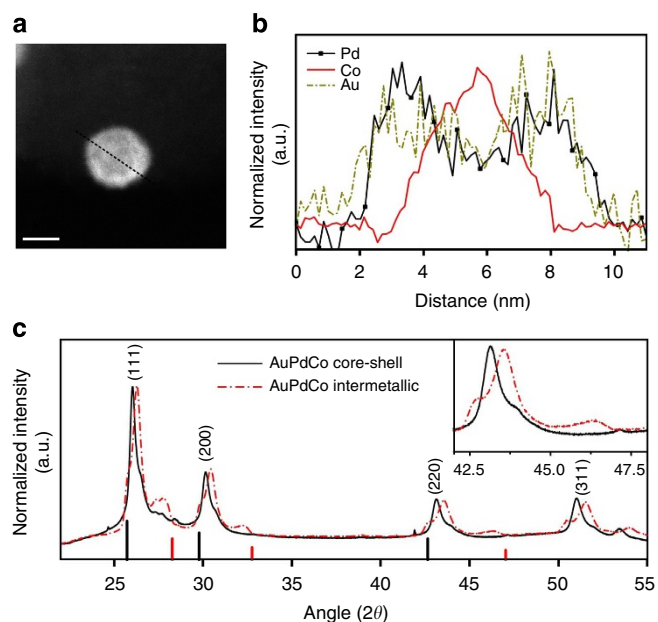 a
b
Normalized intensity
(a.u.)
Pd
Co
Au
0
2
4
6
8
10
Distance (nm)
c
Normalized intensity
(a.u.)
AuPdCo core-shell
AuPdCo intermetallic
(111)
(200)
(220)
(311)
42.5
45.0
47.5
25
30
35
40
45
50
55
Angle (2θ)